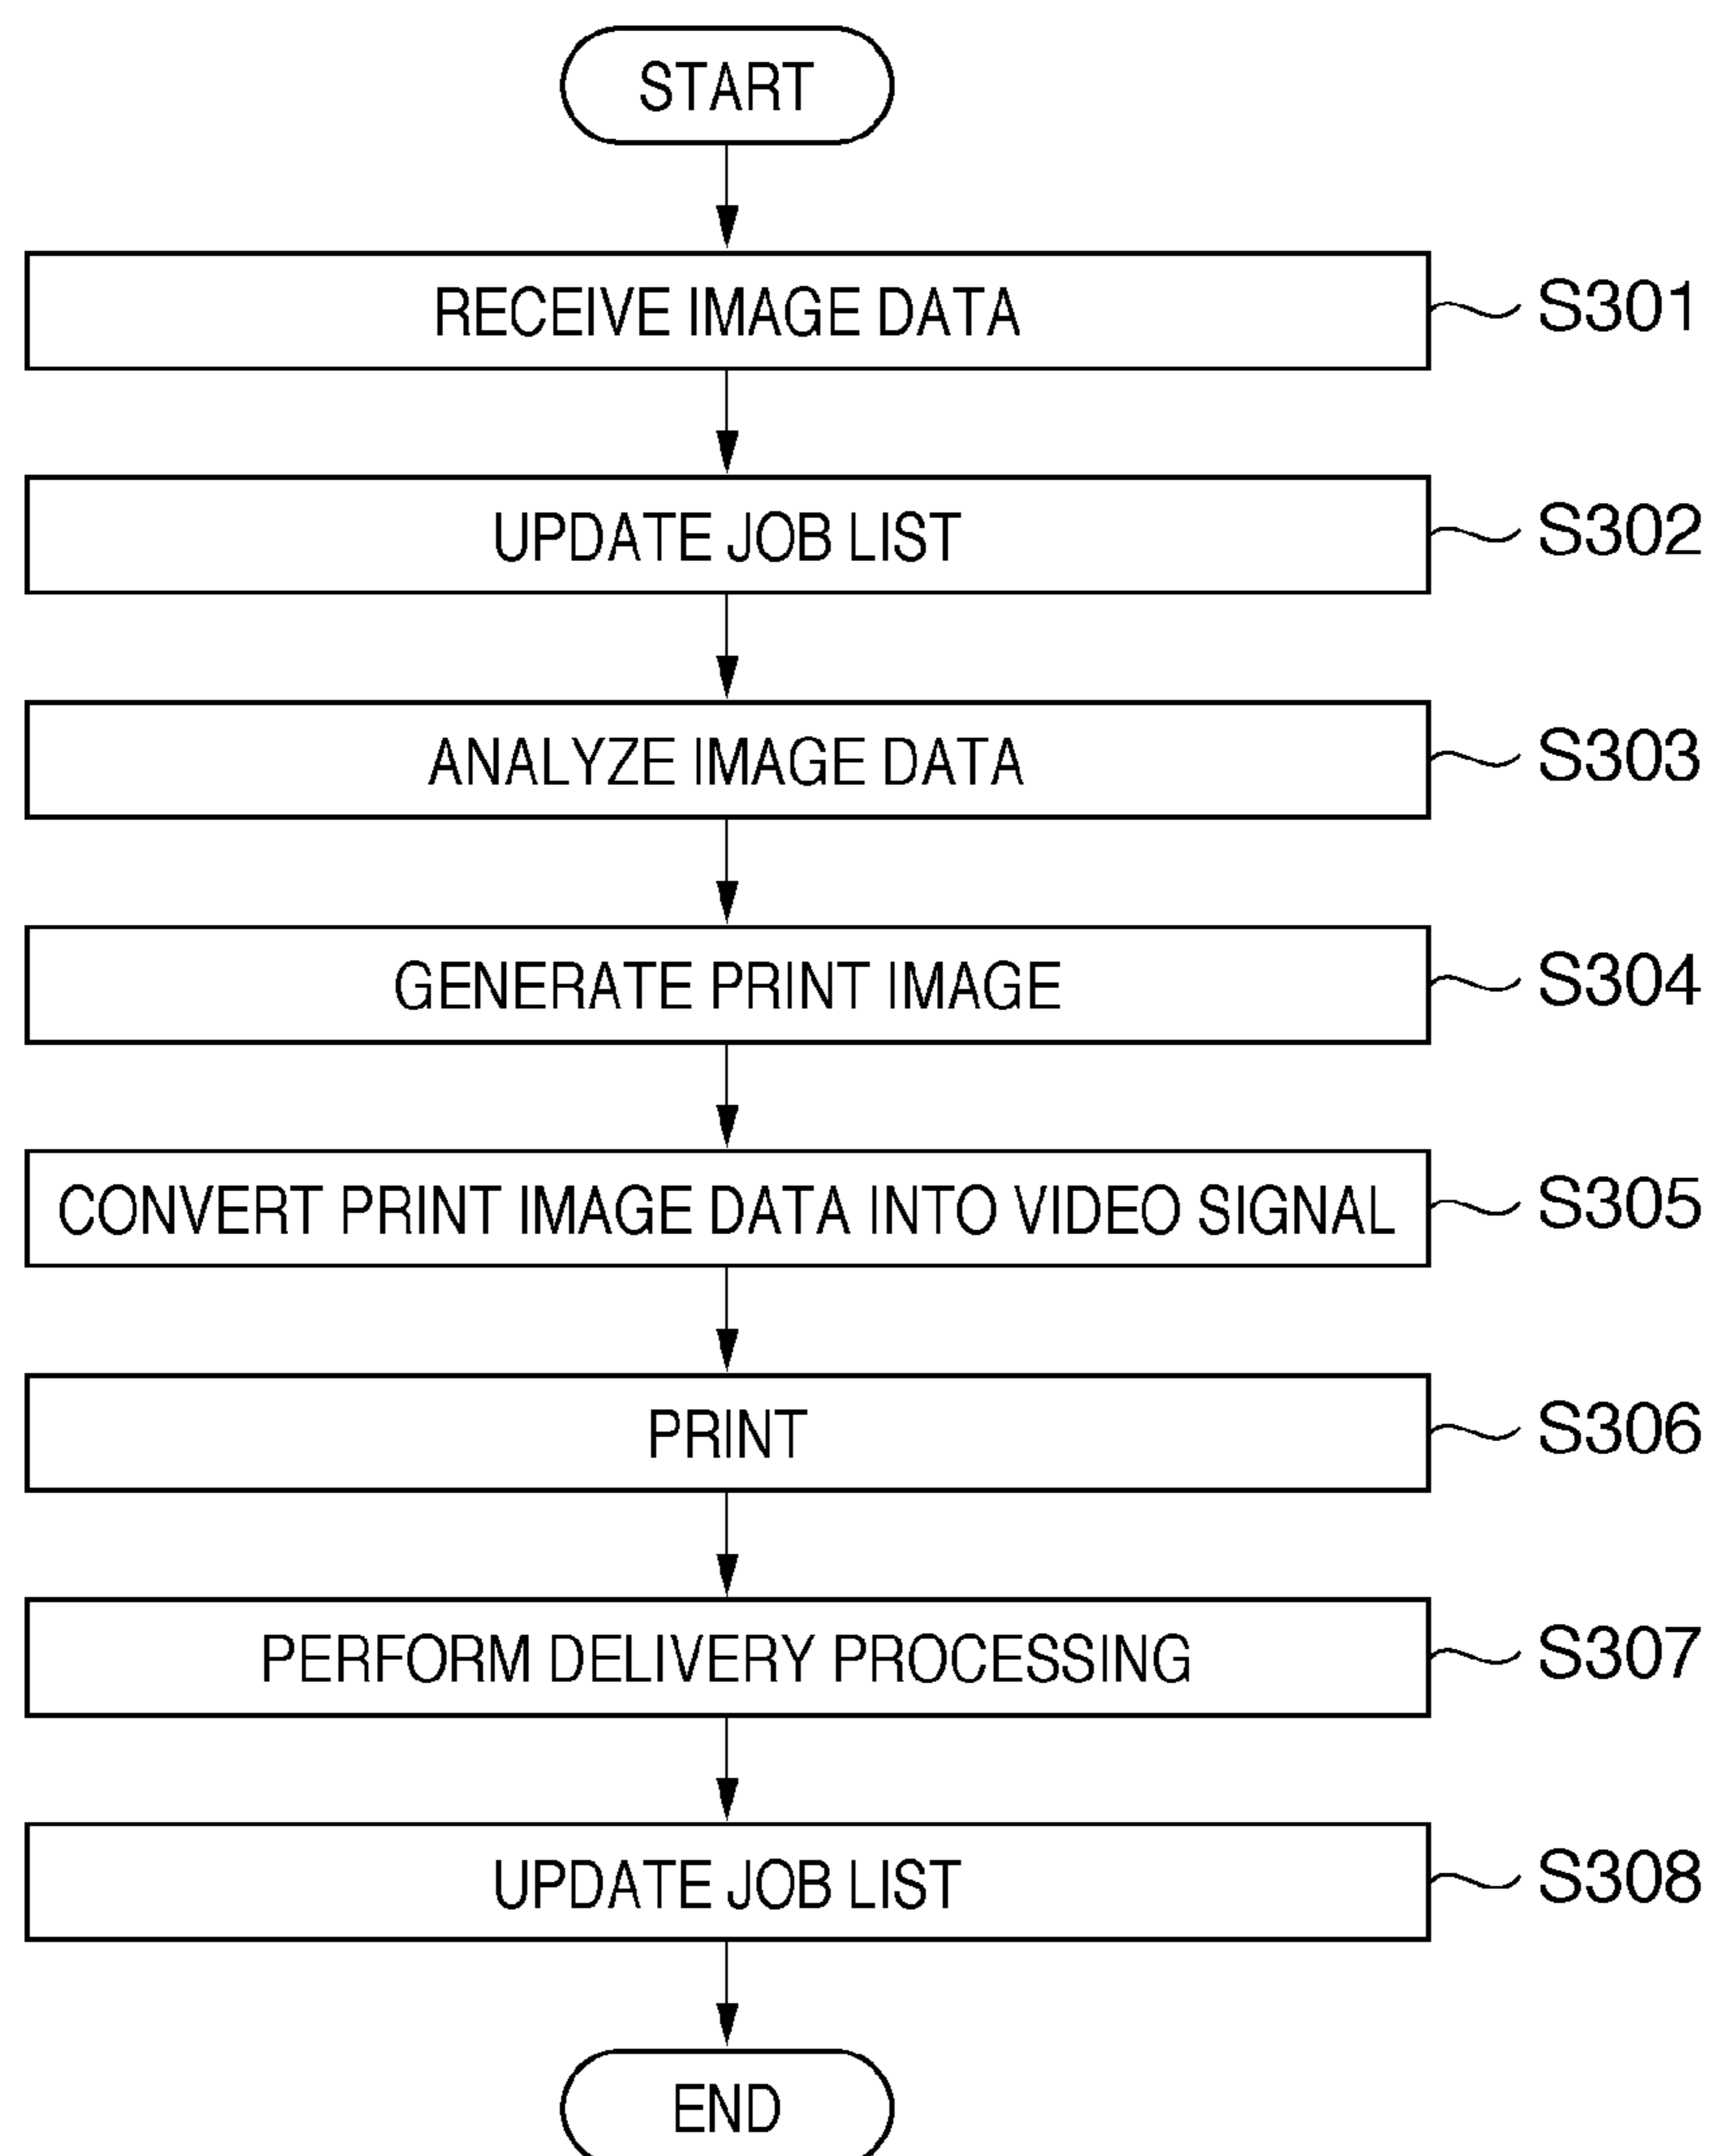 START
RECEIVE IMAGE DATA S301
UPDATE JOB LIST S302
ANALYZE IMAGE DATA S303
GENERATE PRINT IMAGE S304
CONVERT PRINT IMAGE DATA INTO VIDEO SIGNAL S305
PRINT S306
PERFORM DELIVERY PROCESSING S307
UPDATE JOB LIST S308
END